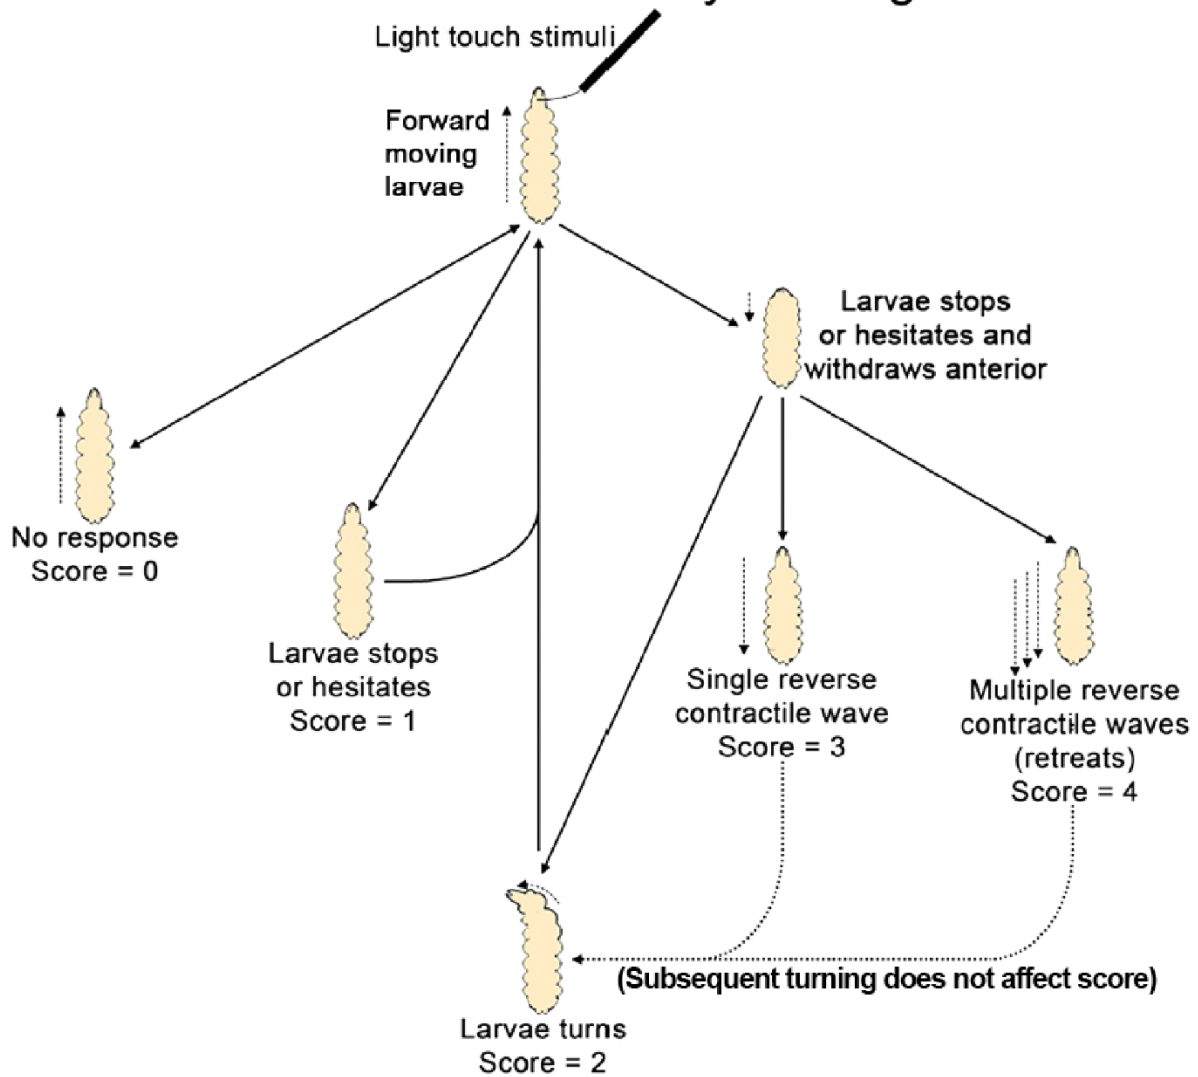 Light touch stimuli
Forward
moving
larvae
Larvae stops
or hesitates and
withdraws anterior
No response
Score = 0
Larvae stops
or hesitates
Score = 1
Single reverse
contractile wave
Score = 3
Multiple reverse
contractile waves
(retreats)
Score = 4
(Subsequent turning does not affect score)
Larvae turns
Score = 2